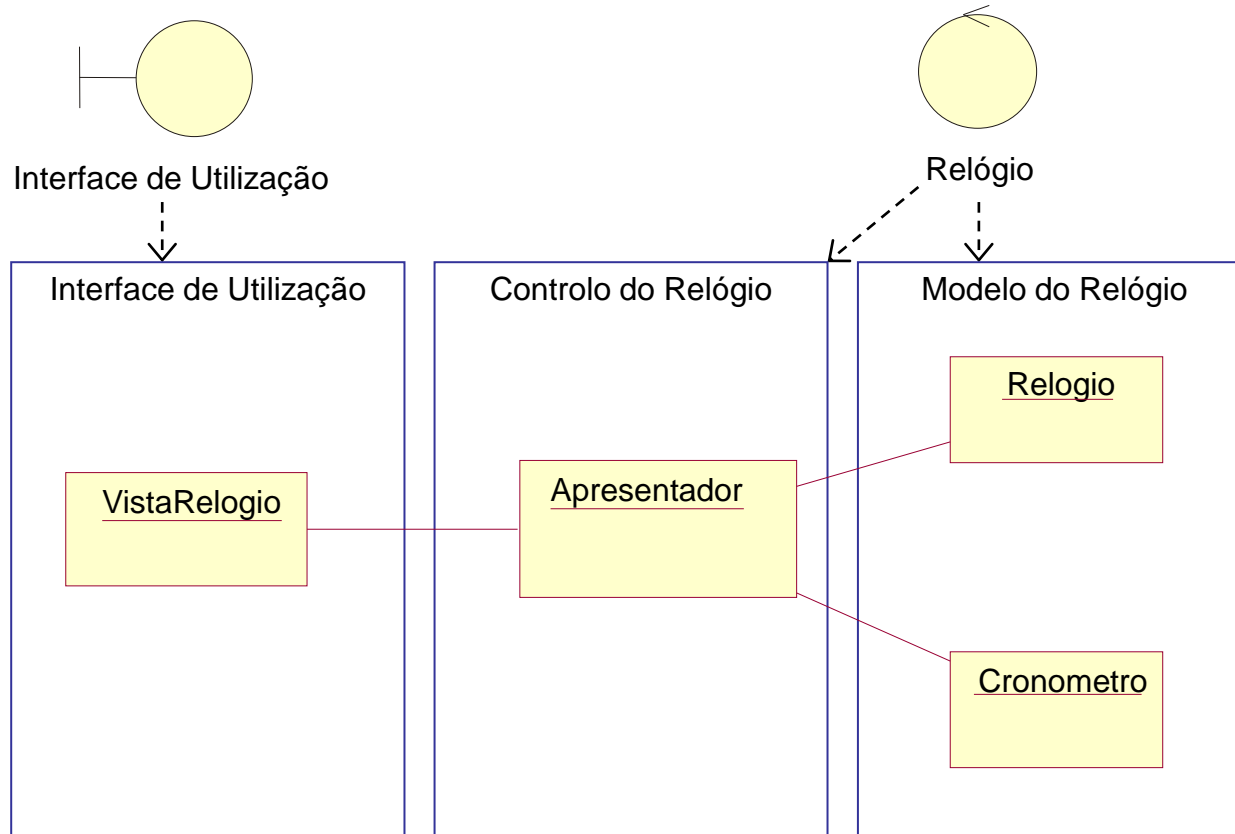 Interface de Utilização
Relógio
Interface de Utilização
Controlo do Relógio
Modelo do Relógio
Relogio
VistaRelogio
Apresentador
Cronometro